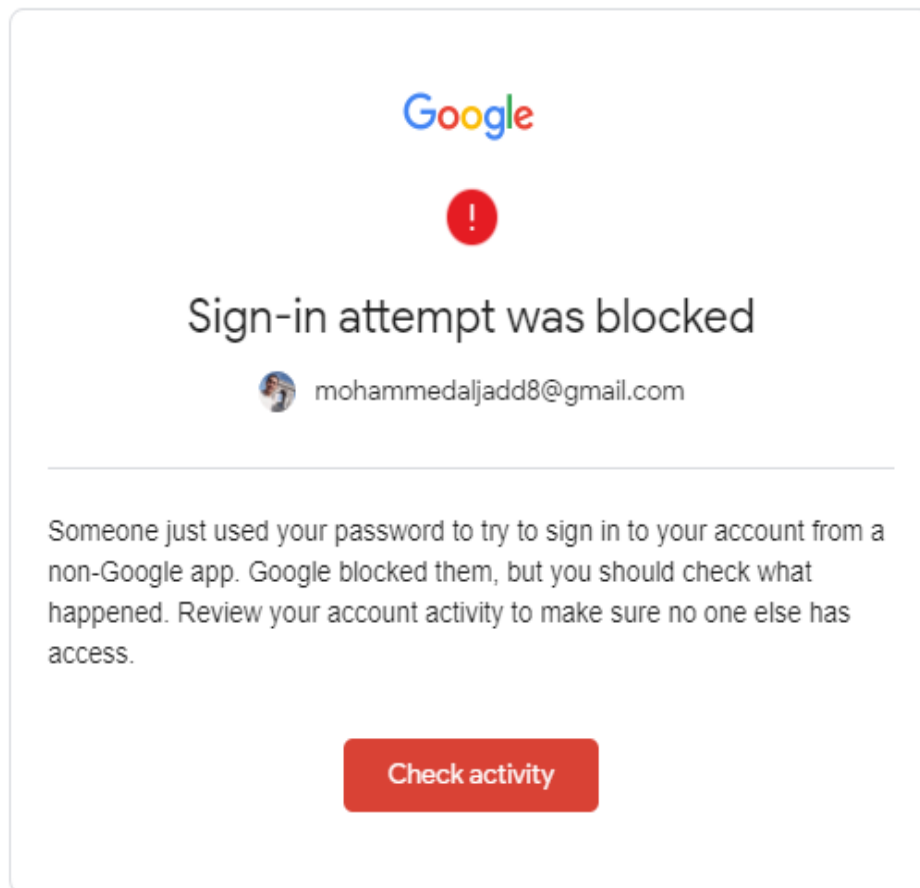 Google
!
Sign-in attempt was blocked
mohammedaljadd8@gmail.com
Someone just used your password to try to sign in to your account from a
non-Google app. Google blocked them, but you should check what
happened. Review your account activity to make sure no one else has
access.
Check activity